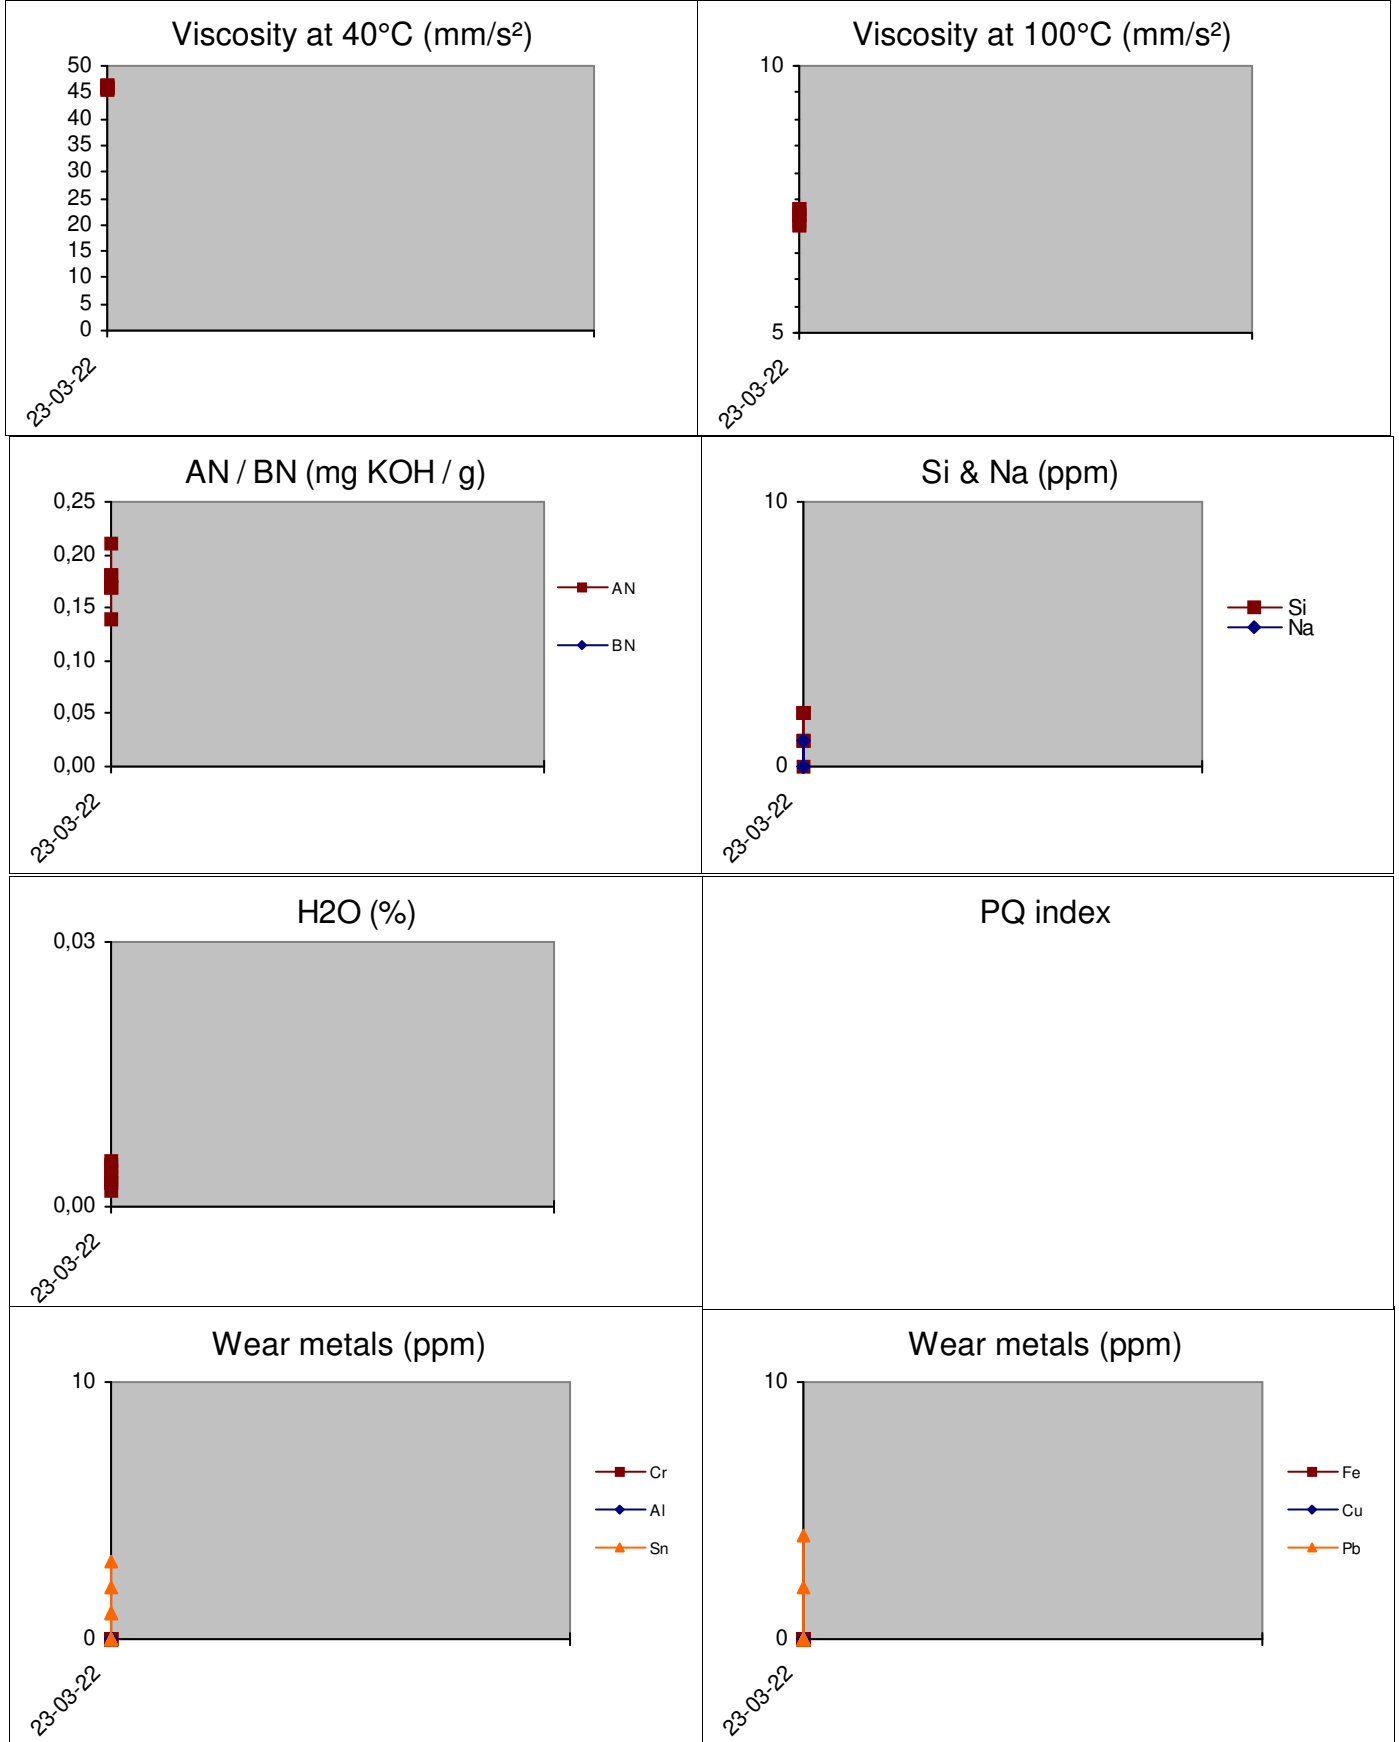 Viscosity at 40°C (mm/s²)
50
45
40
35
30
25
20
15
10
5
0
23-03-22
Viscosity at 100°C (mm/s²)
10
5
23-03-22
AN / BN (mg KOH / g)
0,25
0,20
0,15
0,10
0,05
0,00
23-03-22
AN
BN
Si & Na (ppm)
10
0
23-03-22
Si
Na
H2O (%)
0,03
0,00
23-03-22
PQ index
Wear metals (ppm)
10
0
23-03-22
Cr
Al
Sn
Wear metals (ppm)
10
0
23-03-22
Fe
Cu
Pb